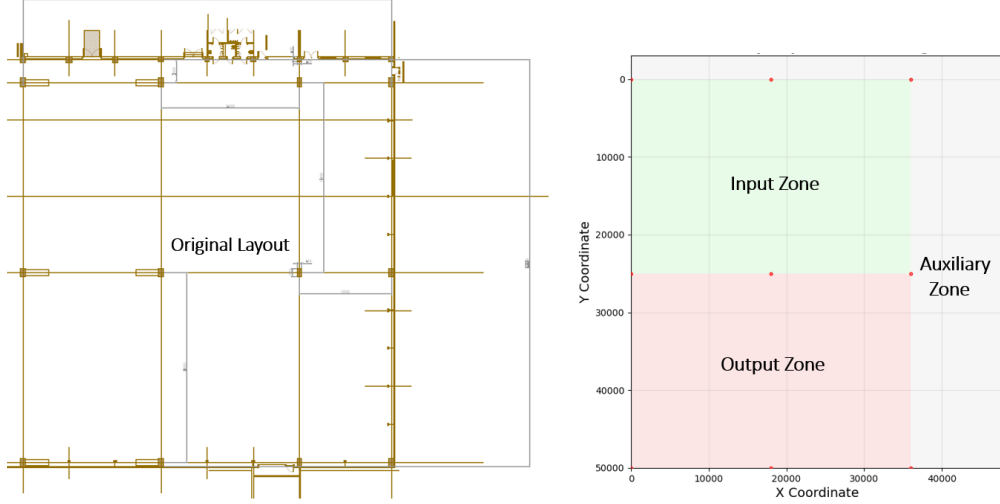 Original Layout
0
10000
20000
30000
40000
50000
Y Coordinate
Input Zone
Output Zone
Auxiliary
Zone
10000
20000
30000
40000
X Coordinate